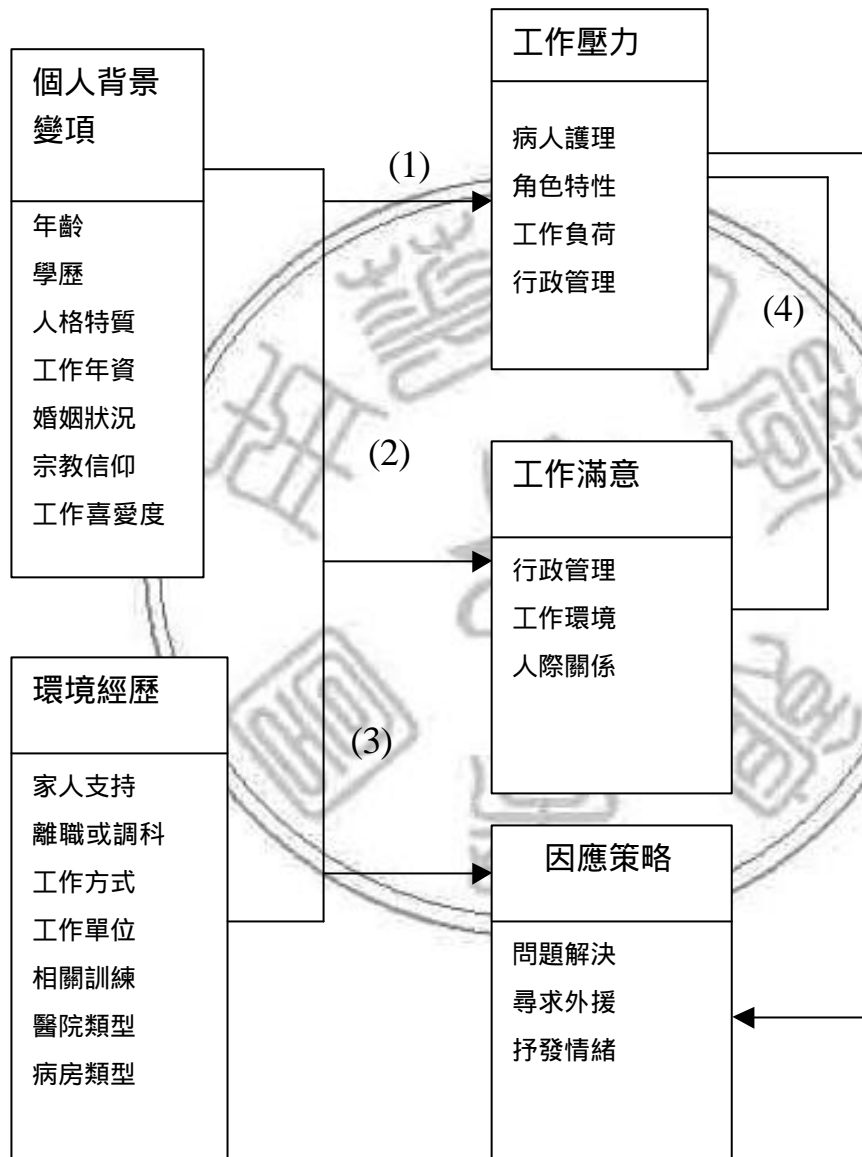 個人背景
變項
年齡
學歷
人格特質
工作年資
婚姻狀況
宗教信仰
工作喜愛度
環境經歷
家人支持
離職或調科
工作方式
工作單位
相關訓練
醫院類型
病房類型
(1)
(2)
(3)
工作壓力
病人護理
角色特性
工作負荷
行政管理
(4)
工作滿意
行政管理
工作環境
人際關係
因應策略
問題解決
尋求外援
抒發情緒